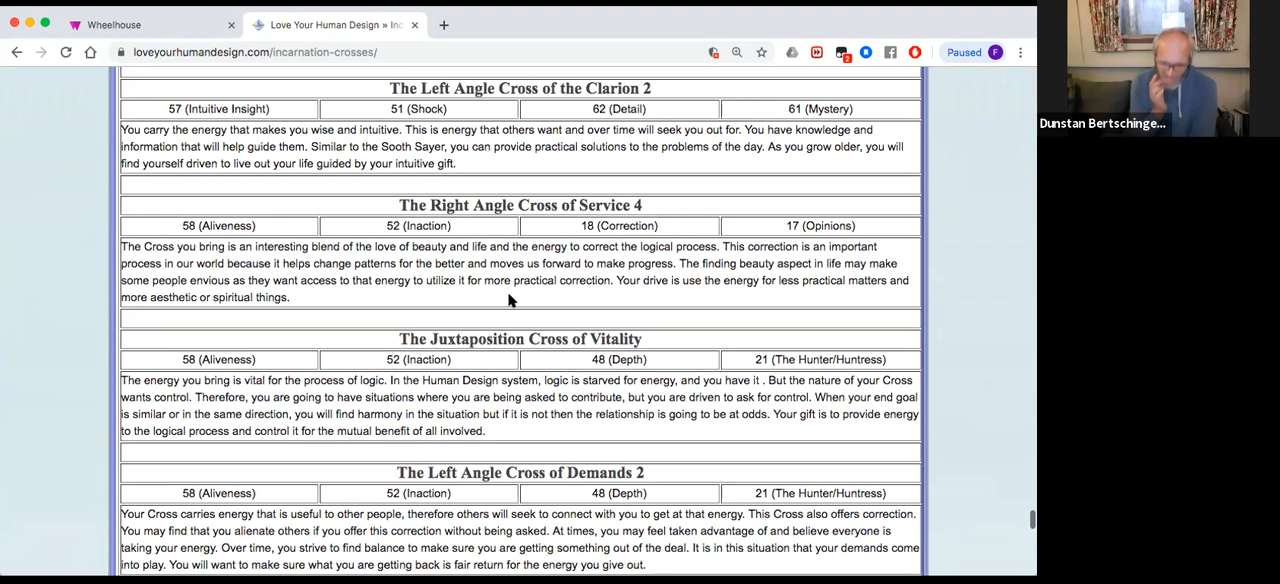 Wheelhouse
Love Your Human Design » Inc
loveyourhumandesign.com/incarnation-crosses/
2
Paused F
Dunstan Bertschinge...
The Left Angle Cross of the Clarion 2
57 (Intuitive Insight) 51 (Shock) 62 (Detail) 61 (Mystery)
You carry the energy that makes you wise and intuitive. This is energy that others want and over time will seek you out for. You have knowledge and
information that will help guide them. Similar to the Sooth Sayer, you can provide practical solutions to the problems of the day. As you grow older, you will
find yourself driven to live out your life guided by your intuitive gift.
The Right Angle Cross of Service 4
58 (Aliveness) 52 (Inaction) 18 (Correction) 17 (Opinions)
The Cross you bring is an interesting blend of the love of beauty and life and the energy to correct the logical process. This correction is an important
process in our world because it helps change patterns for the better and moves us forward to make progress. The finding beauty aspect in life may make
some people envious as they want access to that energy to utilize it for more practical correction. Your drive is use the energy for less practical matters and
more aesthetic or spiritual things.
The Juxtaposition Cross of Vitality
58 (Aliveness) 52 (Inaction) 48 (Depth) 21 (The Hunter/Huntress)
The energy you bring is vital for the process of logic. In the Human Design system, logic is starved for energy, and you have it . But the nature of your Cross
wants control. Therefore, you are going to have situations where you are being asked to contribute, but you are driven to ask for control. When your end goal
is similar or in the same direction, you will find harmony in the situation but if it is not then the relationship is going to be at odds. Your gift is to provide energy
to the logical process and control it for the mutual benefit of all involved.
The Left Angle Cross of Demands 2
58 (Aliveness) 52 (Inaction) 48 (Depth) 21 (The Hunter/Huntress)
Your Cross carries energy that is useful to other people, therefore others will seek to connect with you to get at that energy. This Cross also offers correction.
You may find that you alienate others if you offer this correction without being asked. At times, you may feel taken advantage of and believe everyone is
taking your energy. Over time, you strive to find balance to make sure you are getting something out of the deal. It is in this situation that your demands come
into play. You will want to make sure what you are getting back is fair return for the energy you give out.